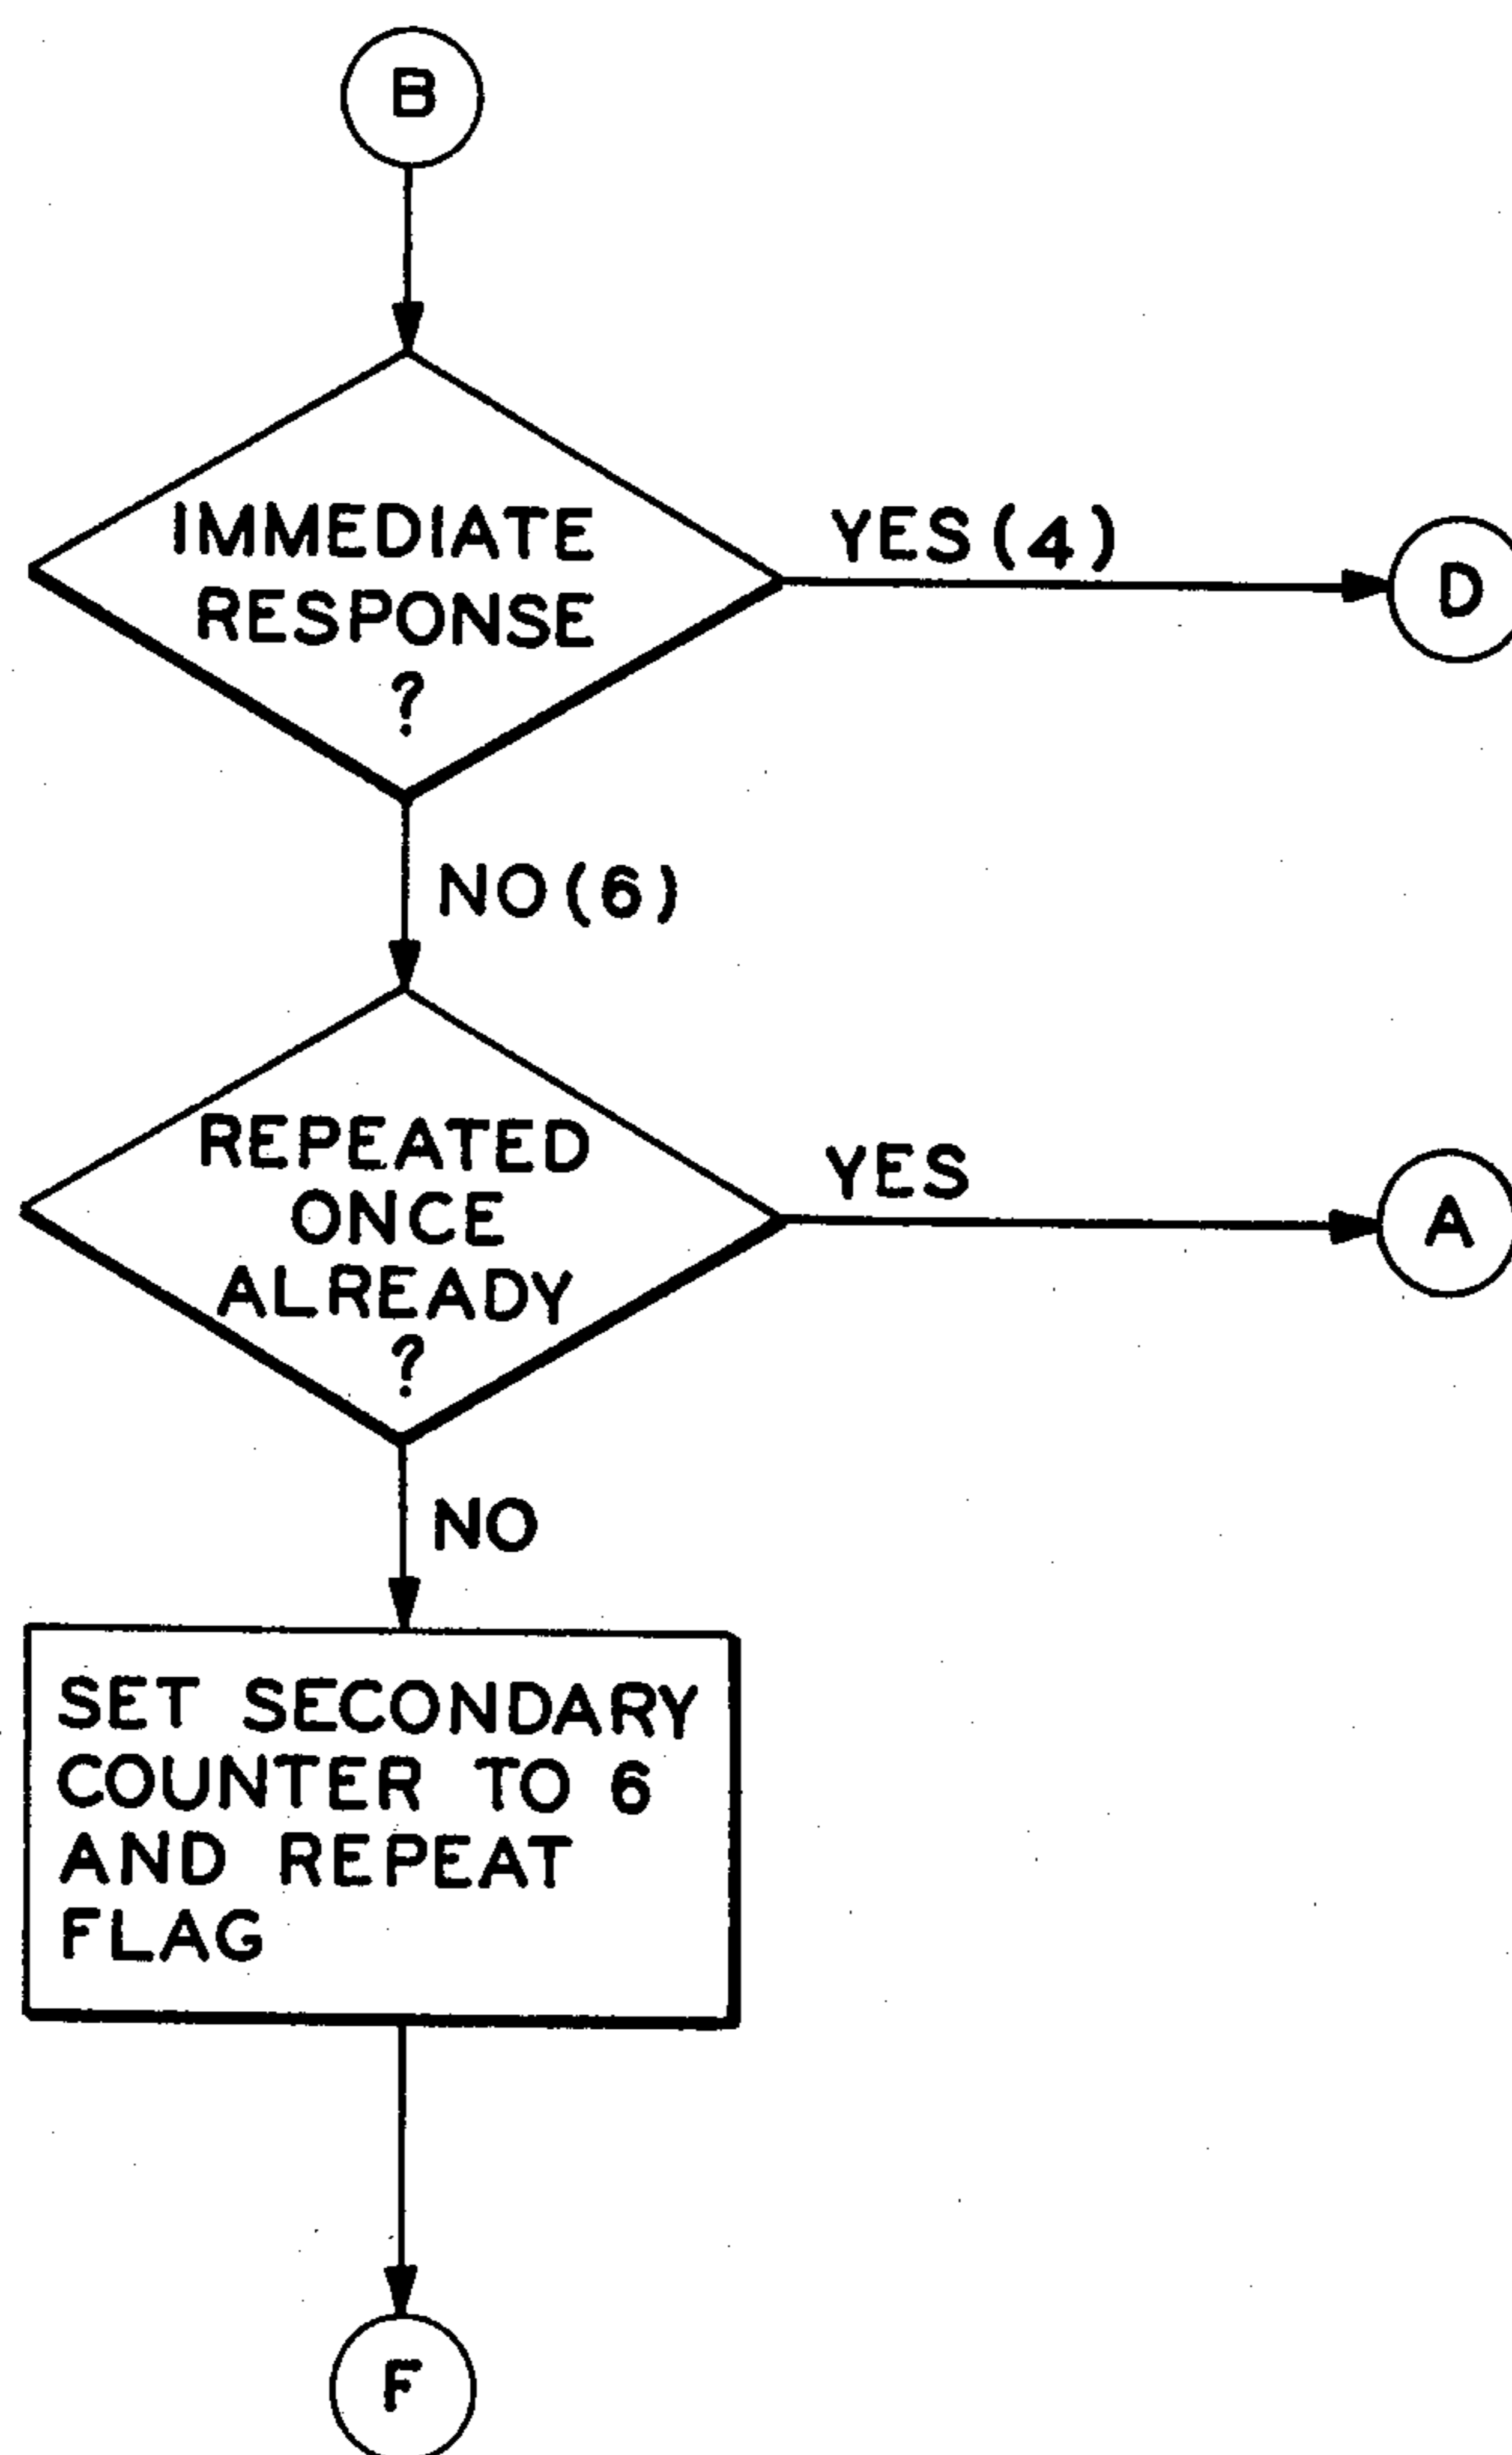 B
IMMEDIATE
RESPONSE
?
YES(4)
D
NO(6)
REPEATED
ONCE
ALREADY
?
YES
A
NO
SET SECONDARY
COUNTER TO 6
AND REPEAT
FLAG
F